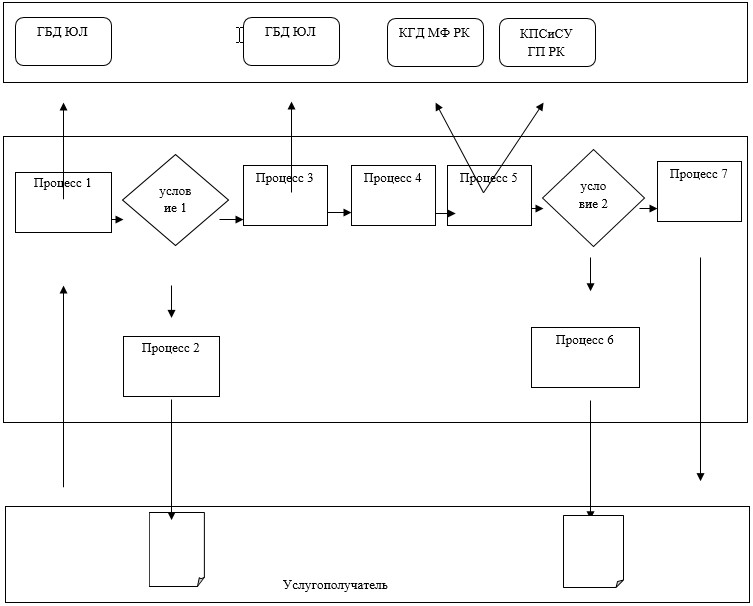 ГБД ЮЛ
ГБД ЮЛ
КГД МФ РК
КПСиСУ
ГП РК
Процесс 1
услов
ие 1
Процесс 3
Процесс 4
Процесс 5
усло
вие 2
Процесс 7
Процесс 2
Процесс 6
Услугополучатель